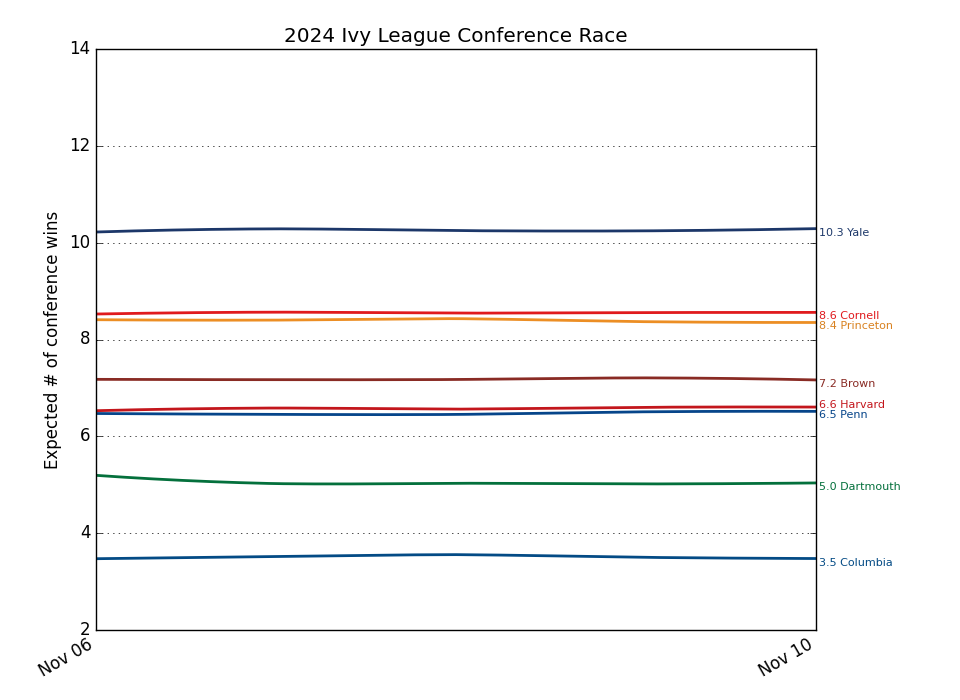 2024 Ivy League Conference Race
Expected # of conference wins
14
12
10
8
6
4
2
10.3 Yale
8.6 Cornell
8.4 Princeton
7.2 Brown
6.6 Harvard
6.5 Penn
5.0 Dartmouth
3.5 Columbia
Nov 06
Nov 10